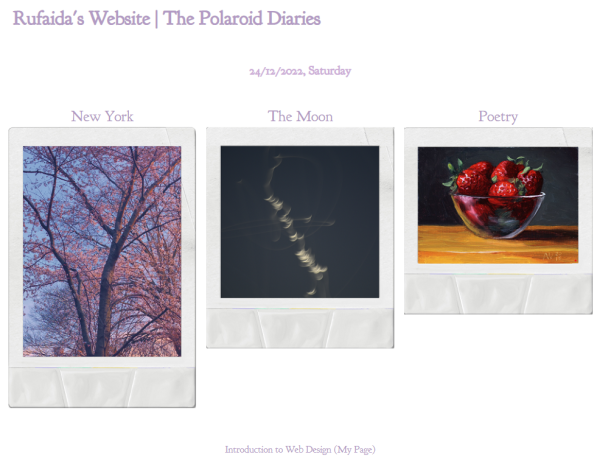 Rufaida's Website | The Polaroid Diaries
24/12/2022, Saturday
New York
The Moon
Poetry
Introduction to Web Design (My Page)